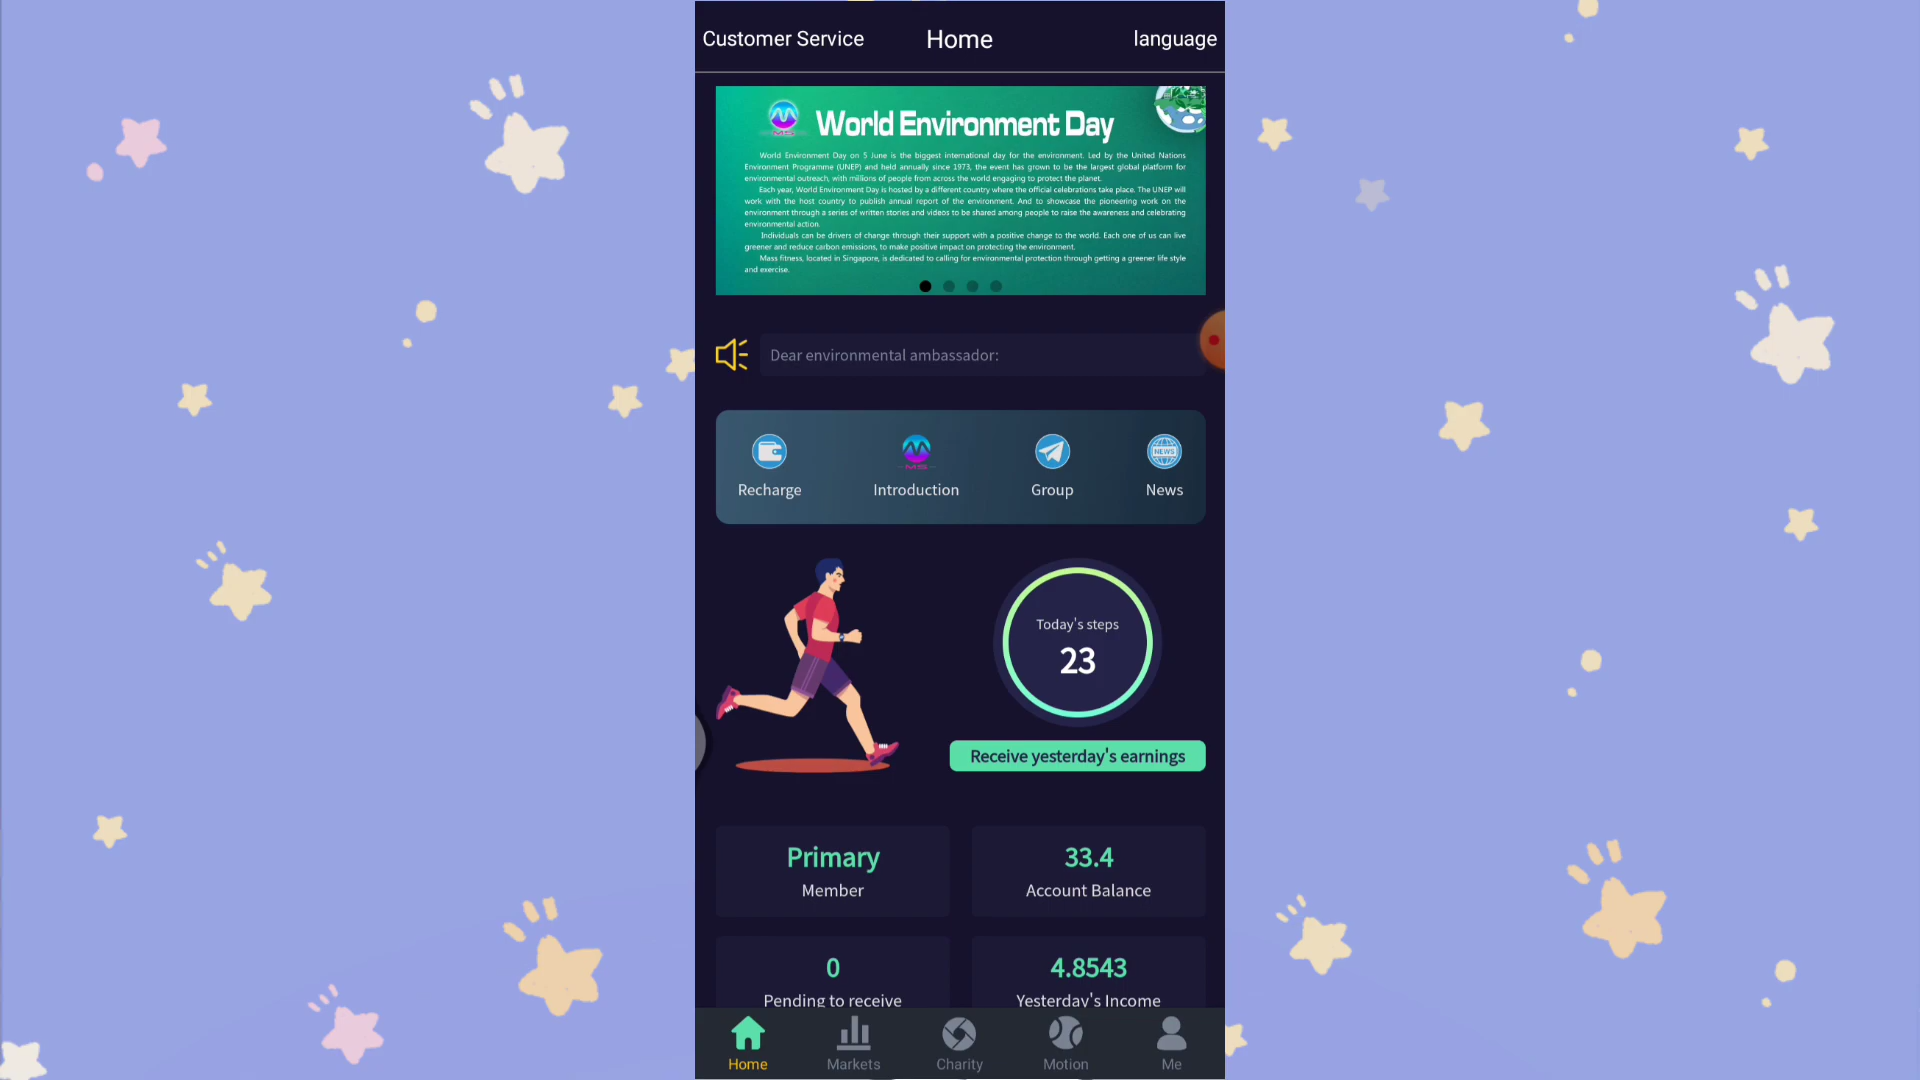 Customer Service Home language
MS
World Environment Day
World Environment Day on 5 June is the biggest international day for the environment. Led by the United Nations
Environment Programme (UNEP) and held annually since 1973, the event has grown to be the largest global platform for
environmental outreach, with millions of people from across the world engaging to protect the planet.
Each year, World Environment Day is hosted by a different country where the official celebrations take place. The UNEP will
work with the host country to publish annual report of the environment. And to showcase the pioneering work on the
environment through a series of written stories and videos to be shared among people to raise the awareness and celebrating
environmental action.
Individuals can be drivers of change through their support with a positive change to the world. Each one of us can live
greener and reduce carbon emissions, to make positive impact on protecting the environment.
Mass fitness, located in Singapore, is dedicated to calling for environmental protection through getting a greener life style
and exercise.
Dear environmental ambassador:
MS
NEWS
Recharge Introduction Group News
Today's steps
23
Receive yesterday's earnings
Primary
Member
33.4
Account Balance
0
Pending to receive
4.8543
Yesterday's Income
Home Markets Charity Motion Me